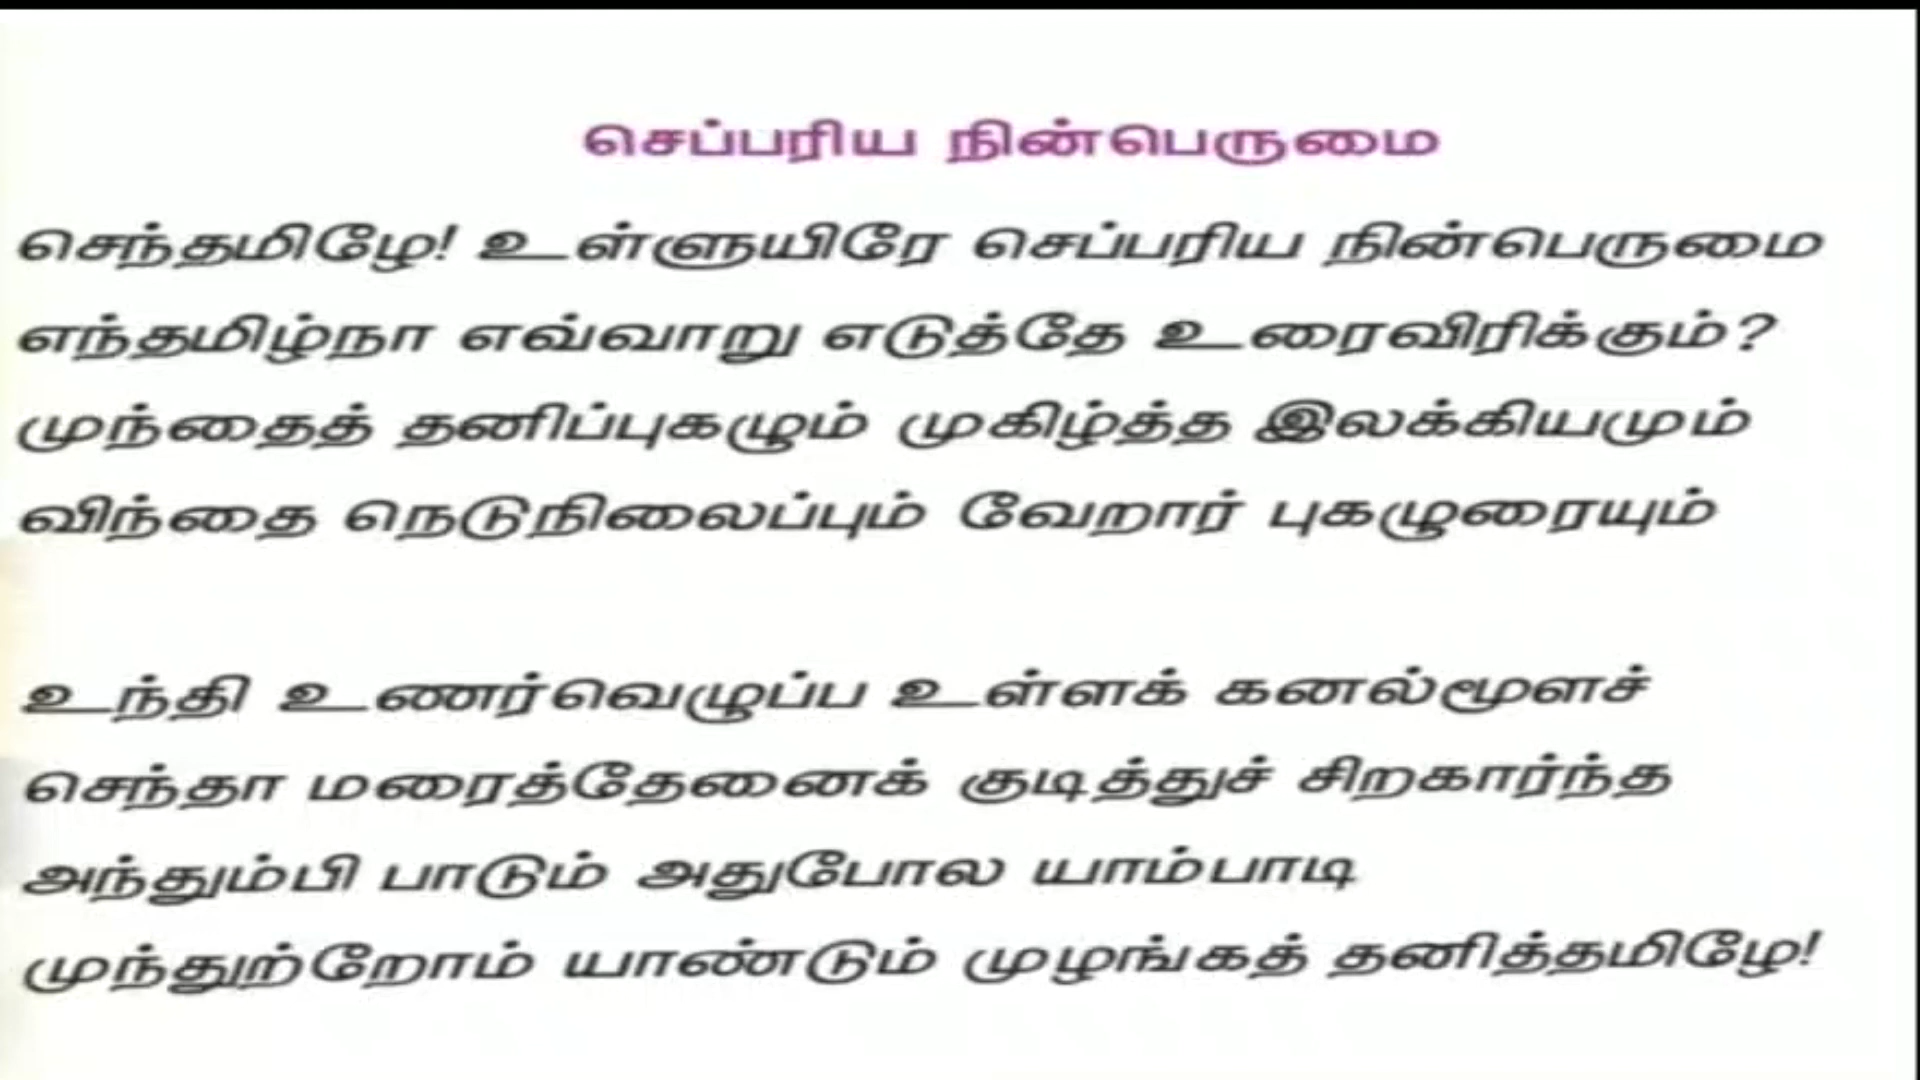 செப்பரிய நின்பெருமை
செந்தமிழே! உள்ளுயிரே செப்பரிய நின்பெருமை
எந்தமிழ்நா எவ்வாறு எடுத்தே உரைவிரிக்கும்?
முந்தைத் தனிப்புகழும் முகிழ்த்த இலக்கியமும்
விந்தை நெடுநிலைப்பும் வேறார் புகழுரையும்
உந்தி உணர்வெழுப்ப உள்ளக் கனல்மூளச்
செந்தா மரைத்தேனைக் குடித்துச் சிறகார்ந்த
அந்தும்பி பாடும் அதுபோல யாம்பாடி
முந்துற்றோம் யாண்டும் முழங்கத் தனித்தமிழே!